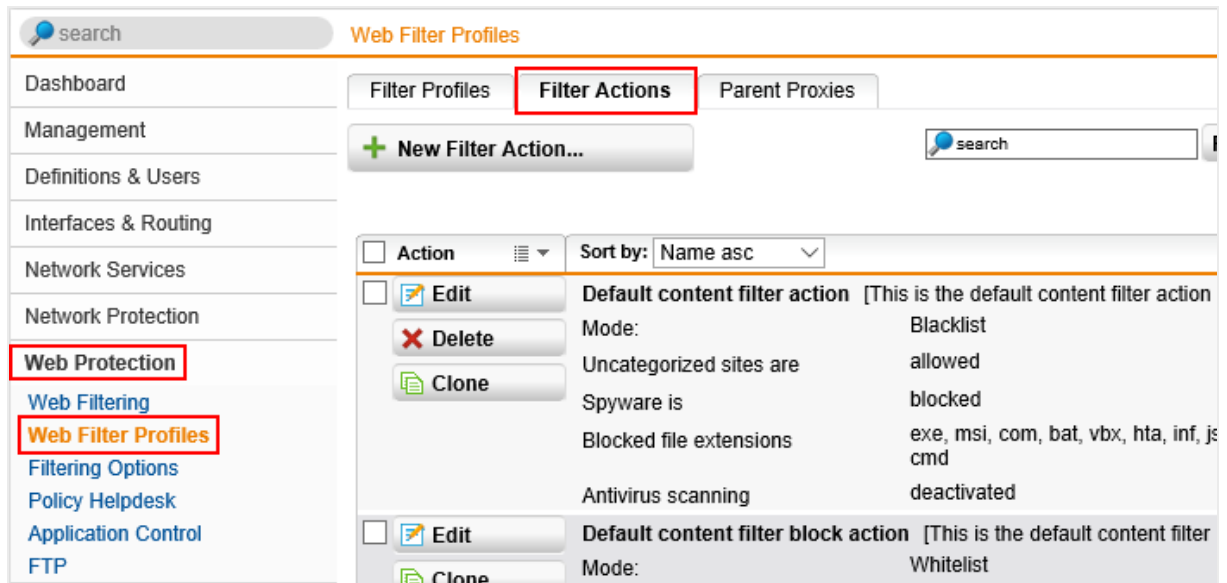 search
Web Filter Profiles
Dashboard
Management
Definitions & Users
Interfaces & Routing
Network Services
Network Protection
Web Protection
Web Filtering
Web Filter Profiles
Filtering Options
Policy Helpdesk
Application Control
FTP
Filter Profiles
Filter Actions
Parent Proxies
New Filter Action...
search
Action
Sort by: Name asc
Edit
Delete
Clone
Default content filter action [This is the default content filter action
Mode: Blacklist
Uncategorized sites are allowed
Spyware is blocked
Blocked file extensions exe, msi, com, bat, vbx, hta, inf,
cmd
Antivirus scanning deactivated
Edit
Clone
Default content filter block action [This is the default content filter
Mode: Whitelist